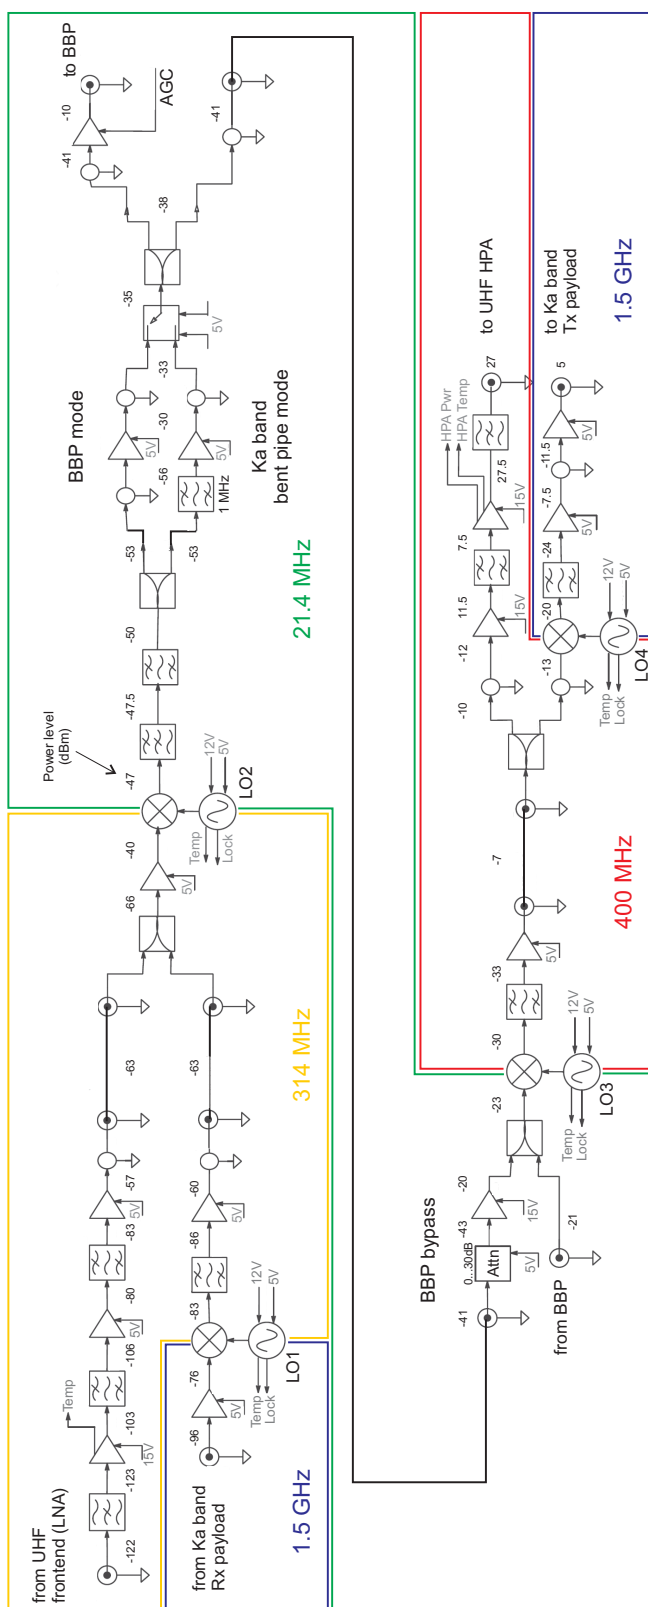 to BBP
-10
AGC
-41
-41
-38
-35
5V
-33
BBP mode
-30
5V
5V
Ka band
bent pipe mode
-56
1 MHz
-53
-53
21.4 MHz
-50
-47.5
Power level
(dBm)
-47
12V
5V
LO2
Temp
Lock
-40
5V
-66
314 MHz
-63
-63
-57
5V
-60
5V
-83
-86
-80
5V
-83
12V
5V
LO1
Temp
Lock
-106
-76
5V
Temp
-103
15V
-96
-123
from UHF
frontend (LNA)
-122
from Ka band
Rx payload
1.5 GHz
to UHF HPA
27
to Ka band
Tx payload
5
1.5 GHz
HPA Pwr
HPA Temp
27.5
15V
-11.5
5V
7.5
-7.5
5V
11.5
15V
-24
-12
-20
12V
5V
LO4
Temp
Lock
-10
-13
-7
400 MHz
5V
-33
-30
12V
5V
LO3
Temp
Lock
-23
-20
15V
-21
BBP bypass
-43
0...30dB
Attn
5V
-41
from BBP